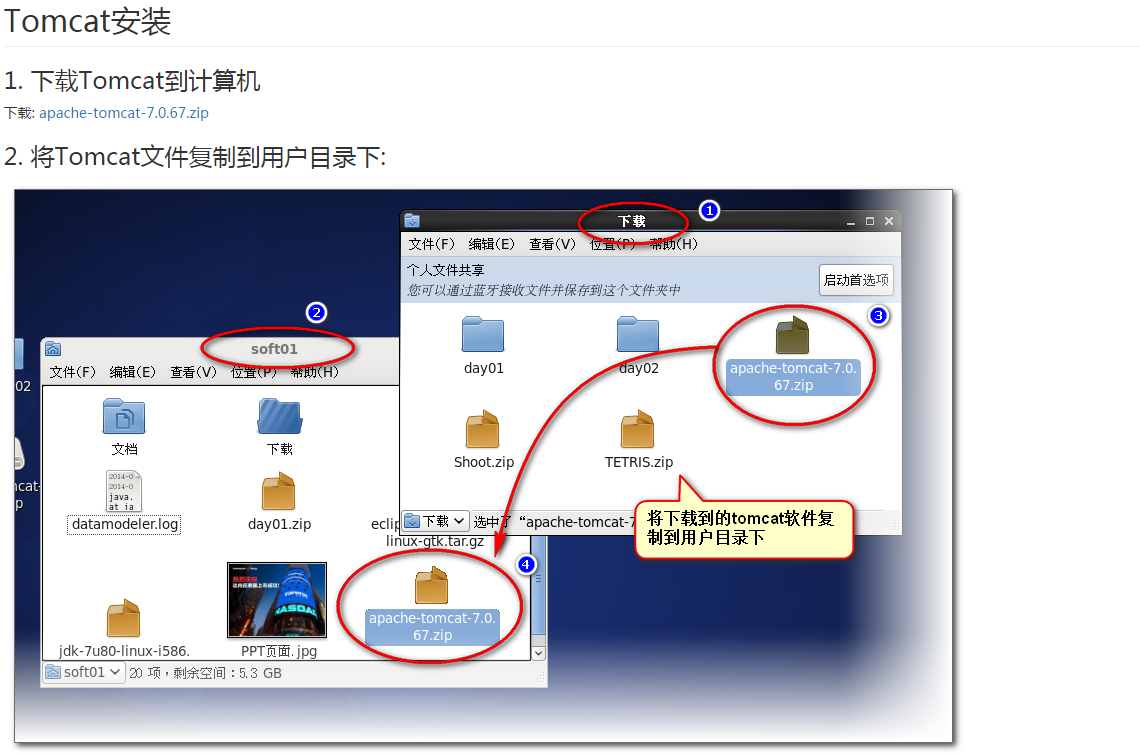 Tomcat安装
1. 下载Tomcat到计算机
下载: apache-tomcat-7.0.67.zip
2. 将Tomcat文件复制到用户目录下:
下载
1
文件(F) 编辑(E) 查看(V) 位置(P) 帮助(H)
个人文件共享
您可以通过蓝牙接收文件并保存到这个文件夹中
启动首选项
3
day01
day02
apache-tomcat-7.0.
67.zip
Shoot.zip
TETRIS.zip
下载
选中了 “apache-tomcat-7
将下载到的tomcat软件复
制到用户目录下
2
soft01
文件(F) 编辑(E) 查看(V) 位置(P) 帮助(H)
02
文档
下载
2014-0
2014-0
java.
at ia
datamodeler.log
day01.zip
eclip
linux-gtk.tar.gz
4
NASDAQ
jdk-7u80-linux-i586.
PPT页面.jpg
apache-tomcat-7.0.
67.zip
soft01
20 项，剩余空间：5.3 GB